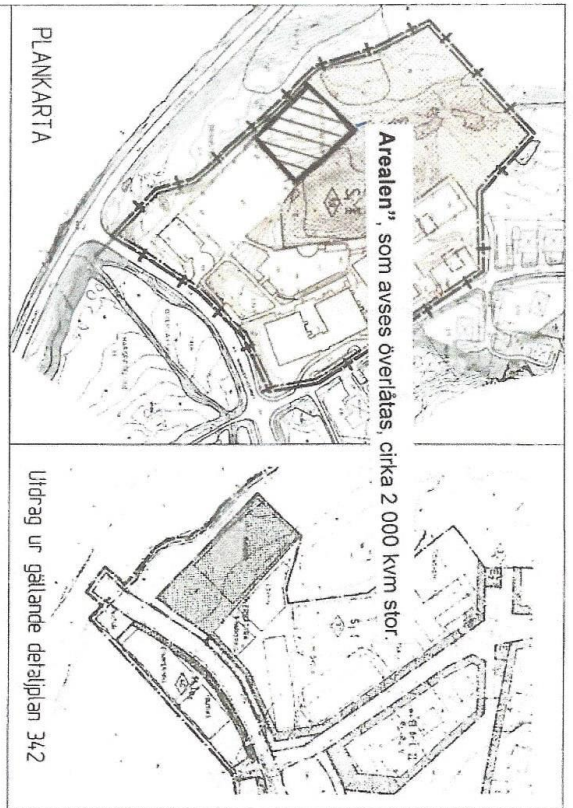 PLANKARTA
Arealen", som avses överlåtas, cirka 2 000 kvm stor.
Utdrag ur gällande detaljplan 342